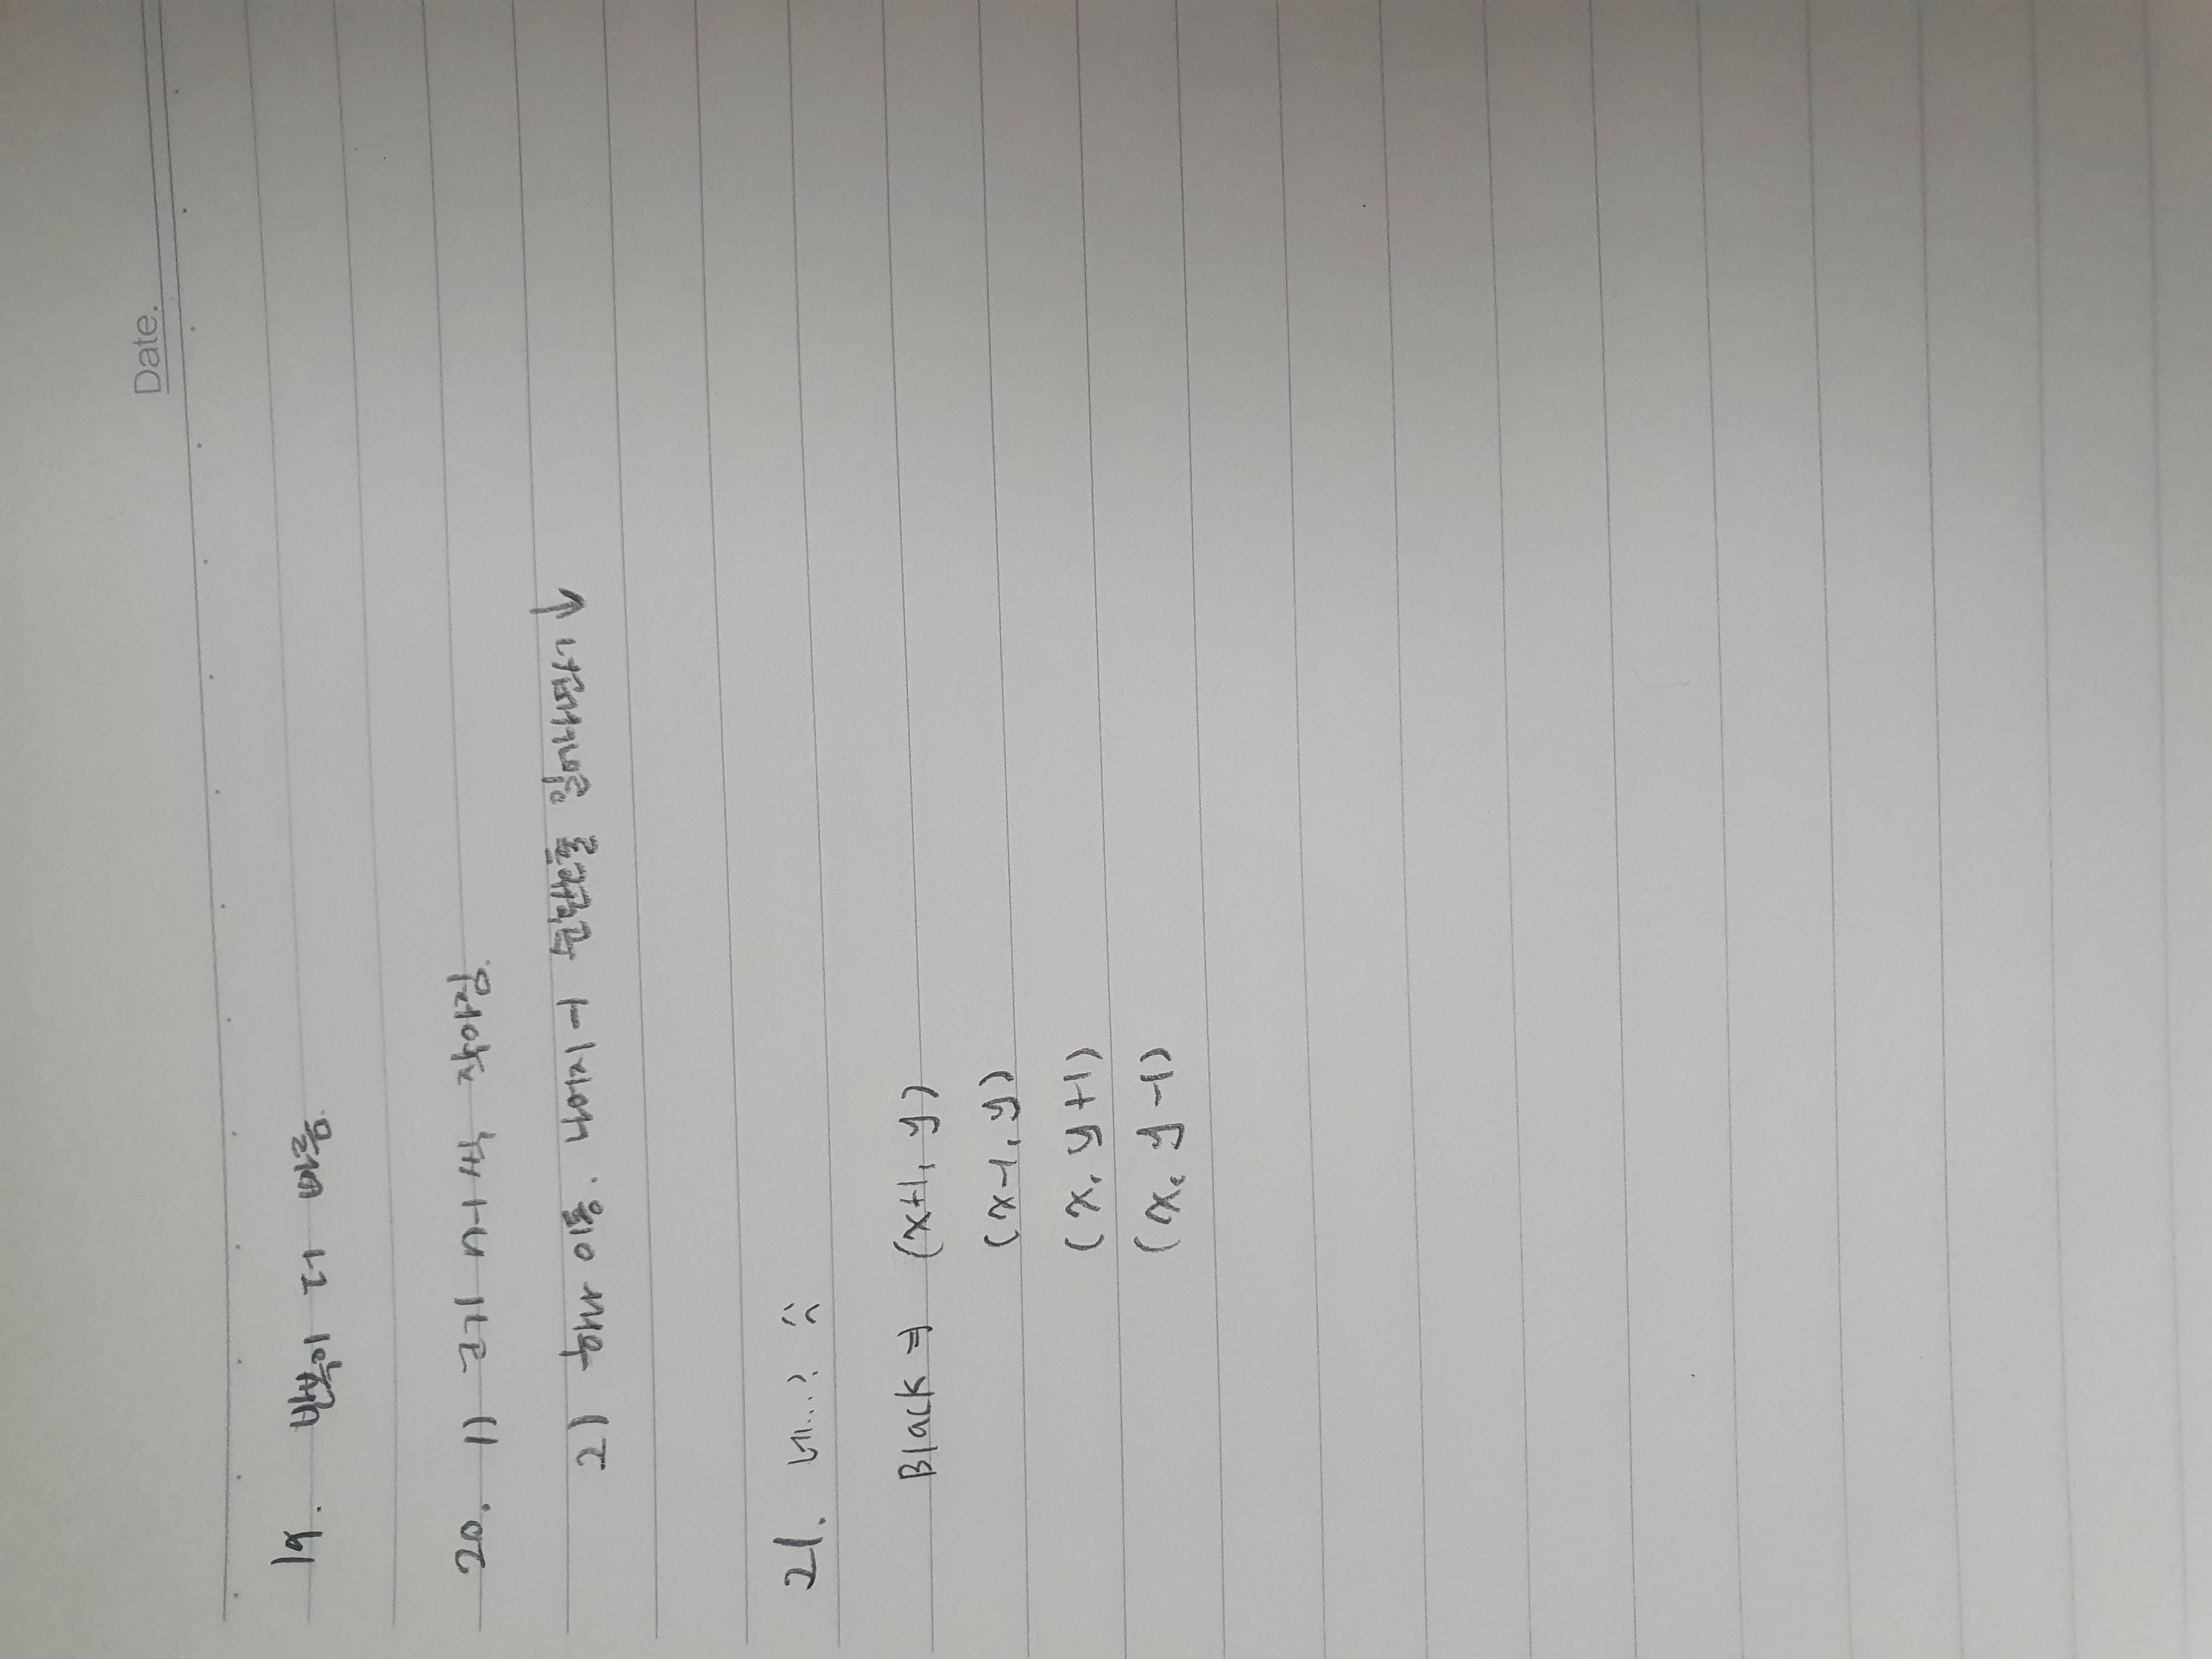 Date.
19. 반복이 더 빠름.
20. 1) 크기 n-1씩 작아짐.
2) 하나 이동. 나머지 -1 순환호출 일어나면서 ↓
21. 네...? ^^
Black ⇒ (x+1, y)
(x-1, y)
(x, y+1)
(x, y-1)